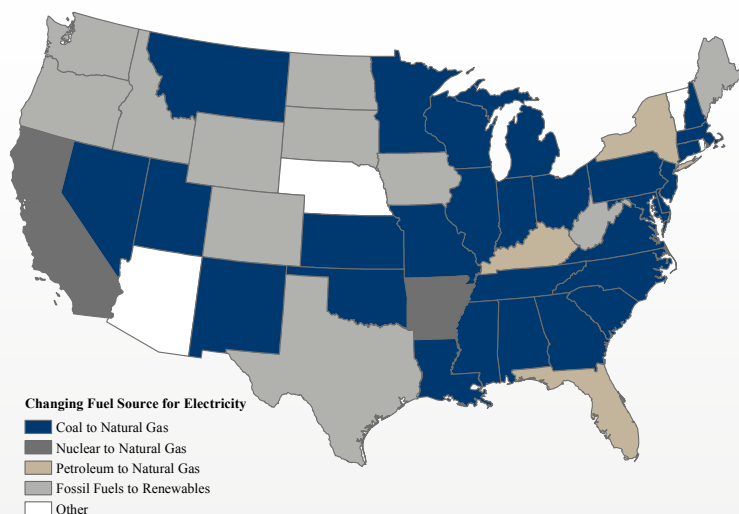 Changing Fuel Source for Electricity
Coal to Natural Gas
Nuclear to Natural Gas
Petroleum to Natural Gas
Fossil Fuels to Renewables
Other